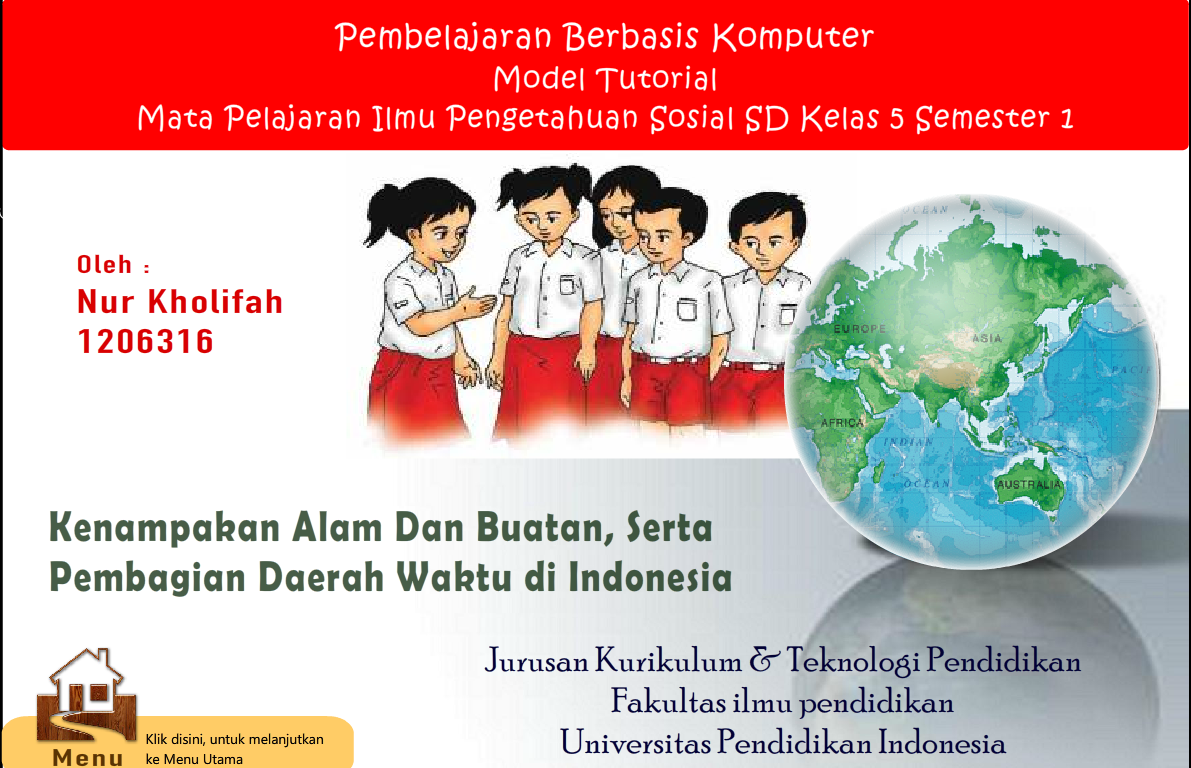 Pembelajaran Berbasis Komputer
Model Tutorial
Mata Pelajaran Ilmu Pengetahuan Sosial SD Kelas 5 Semester 1
Oleh :
Nur Kholifah
1206316
OCEAN
EUROPE
ASIA
PACI
AFRICA
INDIAN
OCEAN
AUSTRALIA
Kenampakan Alam Dan Buatan, Serta
Pembagian Daerah Waktu di Indonesia
Jurusan Kurikulum & Teknologi Pendidikan
Fakultas ilmu pendidikan
Universitas Pendidikan Indonesia
Klik disini, untuk melanjutkan
ke Menu Utama
Menu